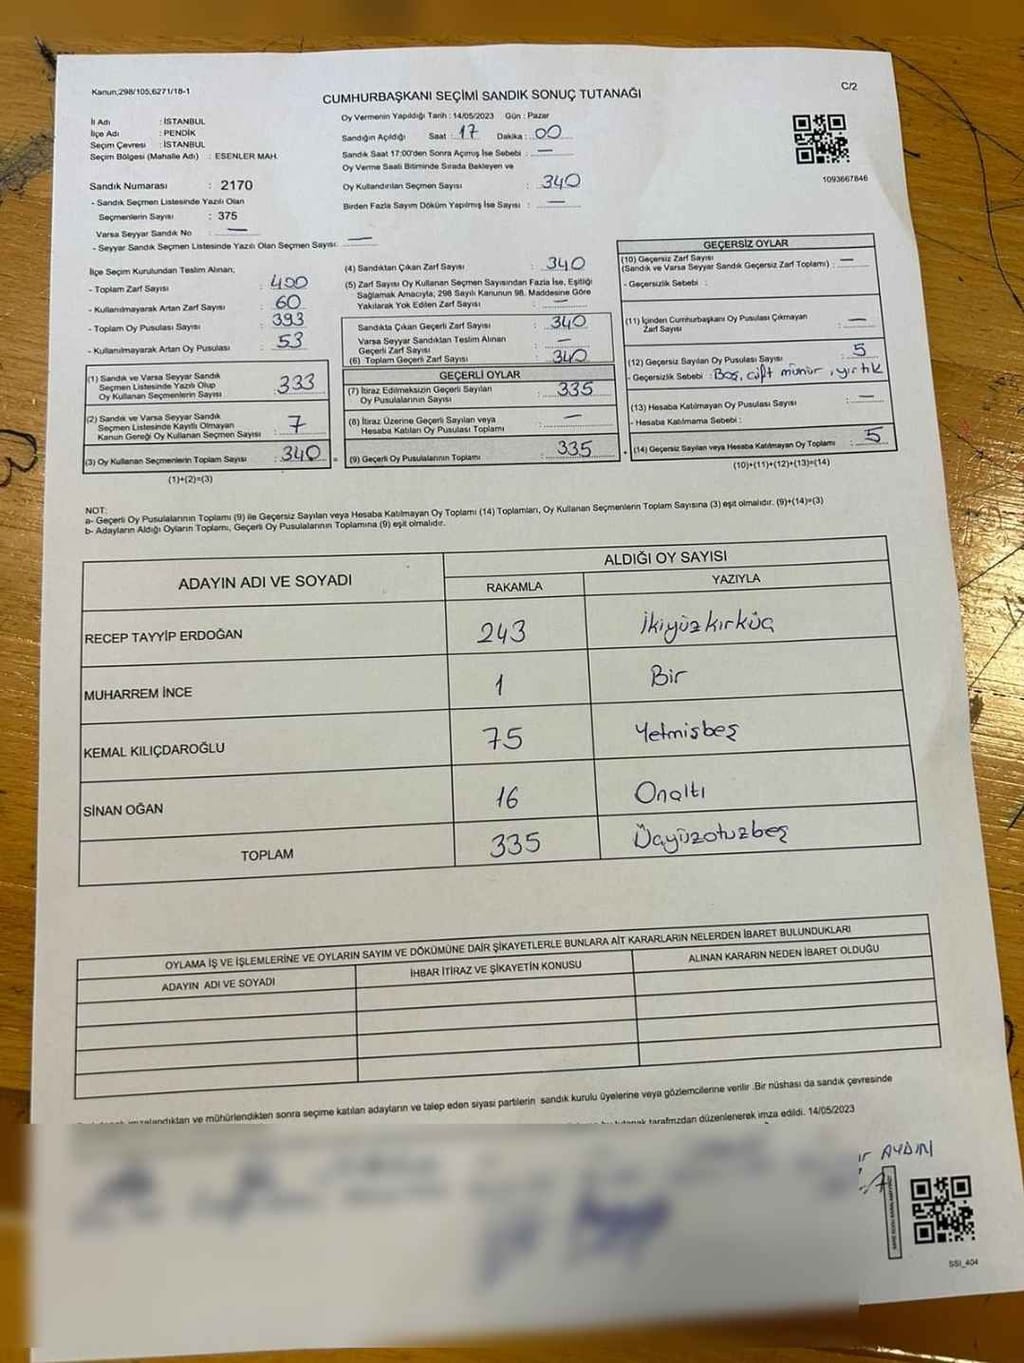 Kanun,298/105,6271/18-1
C/2
CUMHURBAŞKANI SEÇİMİ SANDIK SONUÇ TUTANAĞI
İl Adı : İSTANBUL
İlçe Adı : PENDİK
Seçim Çevresi : İSTANBUL
Seçim Bölgesi (Mahalle Adı) : ESENLER MAH.
Sandık Numarası : 2170
- Sandık Seçmen Listesinde Yazılı Olan
Seçmenlerin Sayısı : 375
Varsa Seyyar Sandık No : —
- Seyyar Sandık Seçmen Listesinde Yazılı Olan Seçmen Sayısı: —
Oy Vermenin Yapıldığı Tarih : 14/05/2023 Gün : Pazar
Sandığın Açıldığı Saat : 17 Dakika : 00
Sandık Saat 17:00'den Sonra Açımış İse Sebebi : —
Oy Verme Saati Bitiminde Sırada Bekleyen ve
Oy Kullandırılan Seçmen Sayısı : 340
Birden Fazla Sayım Döküm Yapılmış İse Sayısı : —
1093667846
İlçe Seçim Kurulundan Teslim Alınan;
- Toplam Zarf Sayısı : 400
- Kullanılmayarak Artan Zarf Sayısı : 60
- Toplam Oy Pusulası Sayısı : 393
- Kullanılmayarak Artan Oy Pusulası : 53
(1) Sandık ve Varsa Seyyar Sandık
Seçmen Listesinde Yazılı Olup
Oy Kullanan Seçmenlerin Sayısı : 333
(2) Sandık ve Varsa Seyyar Sandık
Seçmen Listesinde Kayıtlı Olmayan
Kanun Gereği Oy Kullanan Seçmen Sayısı : 7
(3) Oy Kullanan Seçmenlerin Toplam Sayısı : 340
(1)+(2)=(3)
(4) Sandıktan Çıkan Zarf Sayısı : 340
(5) Zarf Sayısı Oy Kullanan Seçmen Sayısından Fazla İse, Eşitliği
Sağlamak Amacıyla, 298 Sayılı Kanunun 98. Maddesine Göre
Yakılarak Yok Edilen Zarf Sayısı : —
Sandıkta Çıkan Geçerli Zarf Sayısı : 340
Varsa Seyyar Sandıktan Teslim Alınan
Geçerli Zarf Sayısı : —
(6) Toplam Geçerli Zarf Sayısı : 340
GEÇERLİ OYLAR
(7) İtiraz Edilmeksizin Geçerli Sayılan
Oy Pusulalarının Sayısı : 335
(8) İtiraz Üzerine Geçerli Sayılan veya
Hesaba Katılan Oy Pusulası Toplamı : —
(9) Geçerli Oy Pusulalarının Toplamı : 335
GEÇERSİZ OYLAR
(10) Geçersiz Zarf Sayısı
(Sandık ve Varsa Seyyar Sandık Geçersiz Zarf Toplamı) : —
- Geçersizlik Sebebi :
(11) İçinden Cumhurbaşkanı Oy Pusulası Çıkmayan
Zarf Sayısı : —
(12) Geçersiz Sayılan Oy Pusulası Sayısı : 5
- Geçersizlik Sebebi : Boş, çift mühür, yırtık
(13) Hesaba Katılmayan Oy Pusulası Sayısı : —
- Hesaba Katılmama Sebebi :
(14) Geçersiz Sayılan veya Hesaba Katılmayan Oy Toplamı : 5
(10)+(11)+(12)+(13)=(14)
NOT:
a- Geçerli Oy Pusulalarının Toplamı (9) ile Geçersiz Sayılan veya Hesaba Katılmayan Oy Toplamı (14) Toplamları, Oy Kullanan Seçmenlerin Toplam Sayısına (3) eşit olmalıdır. (9)+(14)=(3)
b- Adayların Aldığı Oyların Toplamı, Geçerli Oy Pusulalarının Toplamına (9) eşit olmalıdır.
ADAYIN ADI VE SOYADI
ALDIĞI OY SAYISI
RAKAMLA YAZIYLA
RECEP TAYYİP ERDOĞAN 243 İkiyüzkırküç
MUHARREM İNCE 1 Bir
KEMAL KILIÇDAROĞLU 75 Yetmişbeş
SİNAN OĞAN 16 Onaltı
TOPLAM 335 Üçyüzotuzbeş
OYLAMA İŞ VE İŞLEMLERİNE VE OYLARIN SAYIM VE DÖKÜMÜNE DAİR ŞİKAYETLERLE BUNLARA AİT KARARLARIN NELERDEN İBARET BULUNDUKLARI
ADAYIN ADI VE SOYADI İHBAR İTİRAZ VE ŞİKAYETİN KONUSU ALINAN KARARIN NEDEN İBARET OLDUĞU
imzalandıktan ve mühürlendikten sonra seçime katılan adayların ve talep eden siyasi partilerin sandık kurulu üyelerine veya gözlemcilerine verilir .Bir nüshası da sandık çevresinde
tutanak tarafımızdan düzenlenerek imza edildi. 14/05/2023
AYDIN
SSI_404